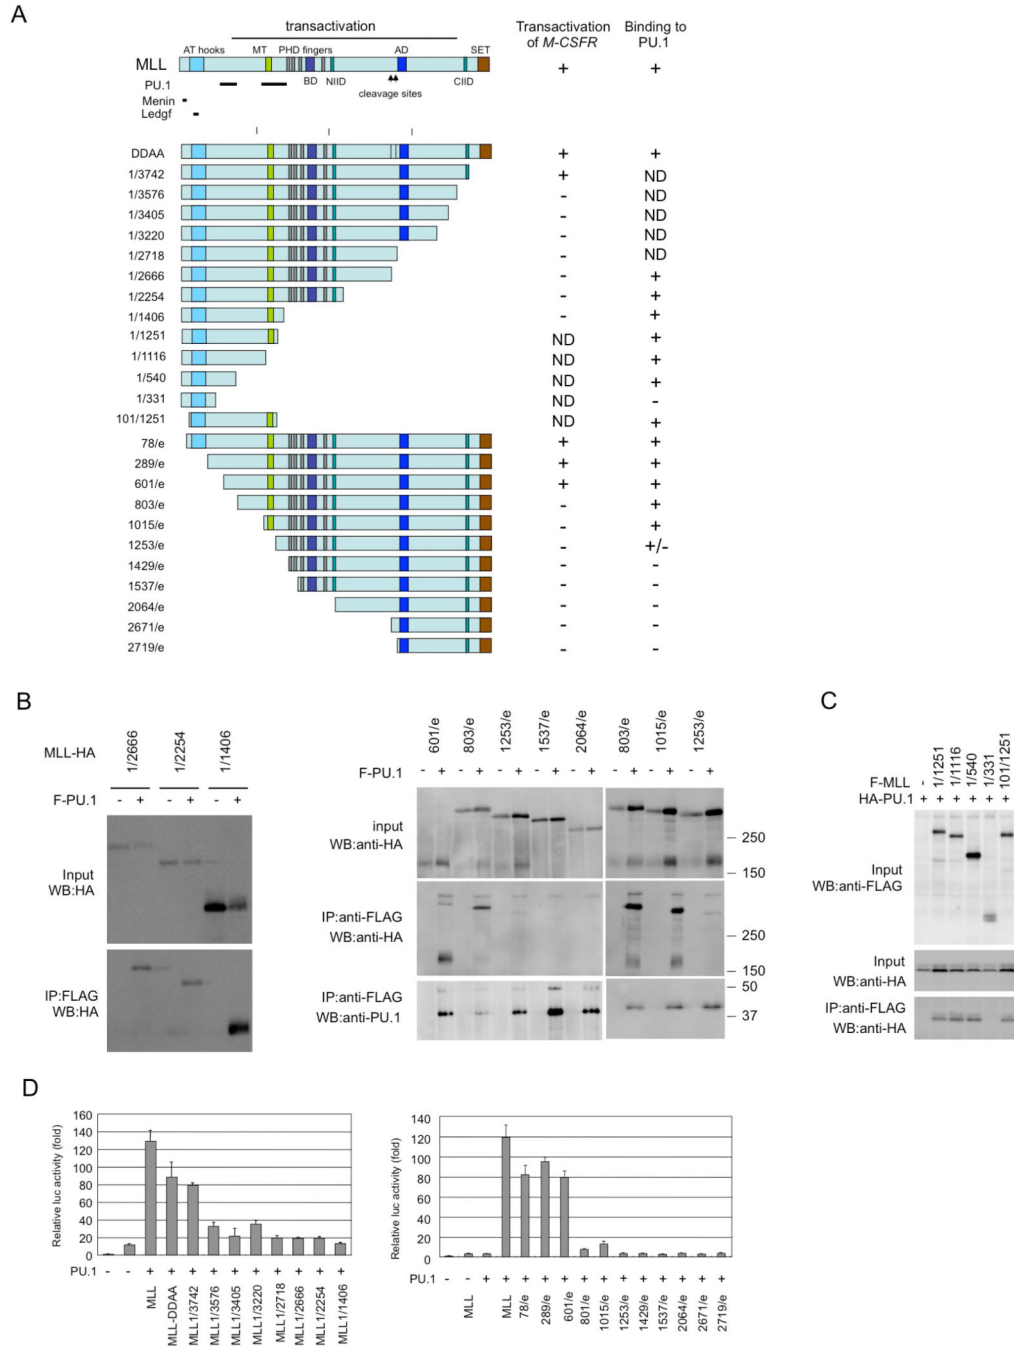 A
transactivation
Transactivation of M-CSFR
Binding to PU.1
AT hooks MT PHD fingers AD SET
MLL + +
PU.1 BD NIID cleavage sites CIID
Menin
Ledgf
DDAA + +
1/3742 + ND
1/3576 - ND
1/3405 - ND
1/3220 - ND
1/2718 - ND
1/2666 - +
1/2254 - +
1/1406 - +
1/1251 ND +
1/1116 ND +
1/540 ND +
1/331 ND -
101/1251 ND +
78/e + +
289/e + +
601/e + +
803/e - +
1015/e - +
1253/e - +/-
1429/e - -
1537/e - -
2064/e - -
2671/e - -
2719/e - -
B
MLL-HA 1/2666 1/2254 1/1406
F-PU.1 - + - + - +
Input
WB:HA
IP:FLAG
WB:HA
601/e 803/e 1253/e 1537/e 2064/e 803/e 1015/e 1253/e
F-PU.1 - + - + - + - + - + - + - + - +
input
WB:anti-HA
250
150
IP:anti-FLAG
WB:anti-HA
250
150
IP:anti-FLAG
WB:anti-PU.1
50
37
C
F-MLL 1/1251 1/1116 1/540 1/331 101/1251
HA-PU.1 + + + + + +
Input
WB:anti-FLAG
Input
WB:anti-HA
IP:anti-FLAG
WB:anti-HA
D
Relative luc activity (fold)
160
140
120
100
80
60
40
20
0
PU.1 - - + + + + + + + + + +
MLL MLL-DDAA MLL1/3742 MLL1/3576 MLL1/3405 MLL1/3220 MLL1/2718 MLL1/2666 MLL1/2254 MLL1/1406
Relative luc activity (fold)
140
120
100
80
60
40
20
0
PU.1 - - + + + + + + + + + + + + +
MLL MLL 78/e 289/e 601/e 801/e 1015/e 1253/e 1429/e 1537/e 2064/e 2671/e 2719/e